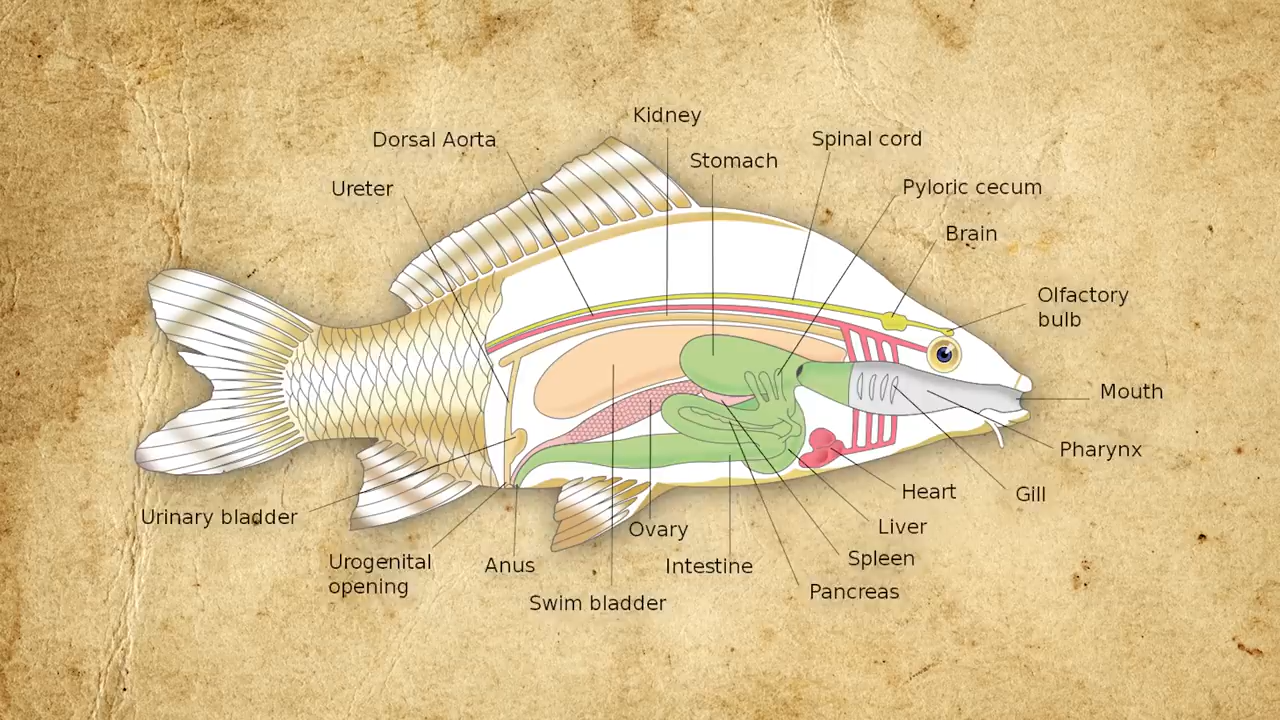 Kidney
Dorsal Aorta
Spinal cord
Stomach
Ureter
Pyloric cecum
Brain
Olfactory
bulb
Mouth
Pharynx
Heart
Gill
Urinary bladder
Liver
Ovary
Spleen
Urogenital
opening
Anus
Intestine
Pancreas
Swim bladder